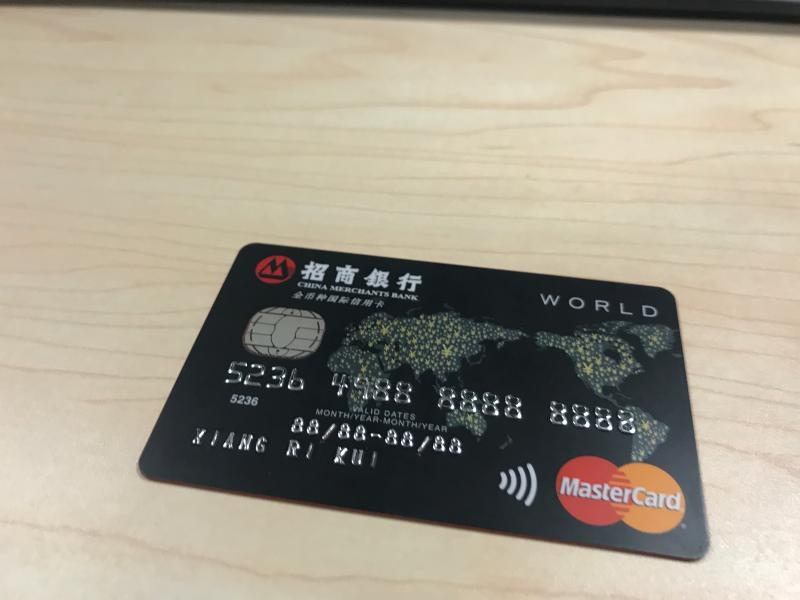 招商银行
CHINA MERCHANTS BANK
全币种国际信用卡
WORLD
5236 4988 8888 8888
5236
VALID DATES
MONTH/YEAR-MONTH/YEAR
88/88-88/88
XIANG RI KUI
MasterCard